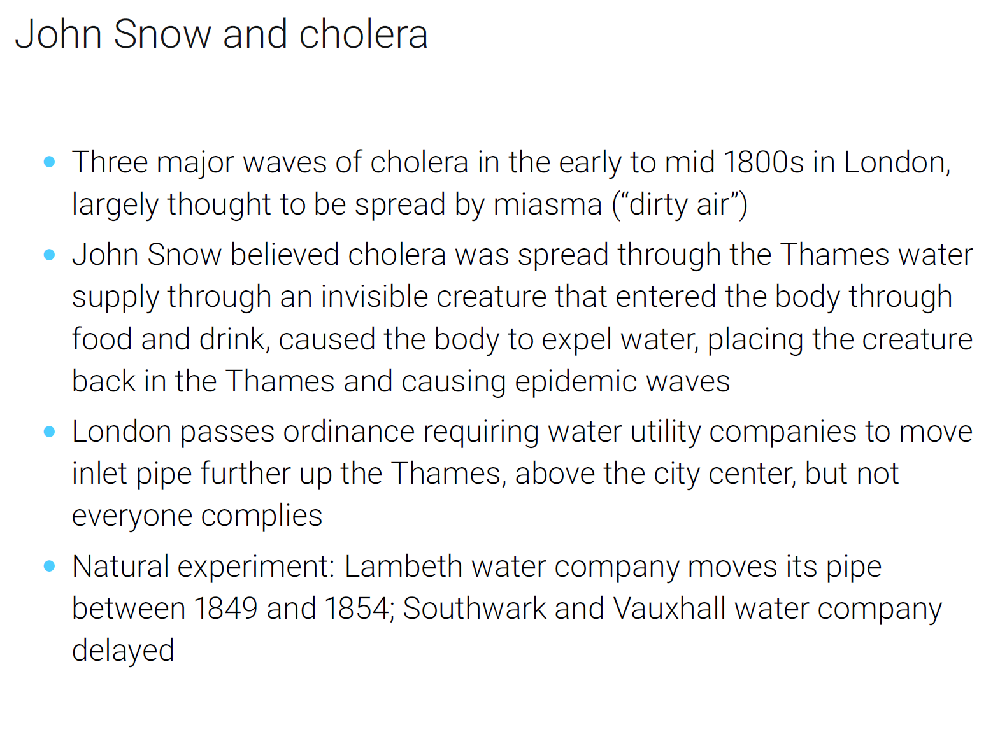 John Snow and cholera
• Three major waves of cholera in the early to mid 1800s in London,
largely thought to be spread by miasma (“dirty air”)
• John Snow believed cholera was spread through the Thames water
supply through an invisible creature that entered the body through
food and drink, caused the body to expel water, placing the creature
back in the Thames and causing epidemic waves
• London passes ordinance requiring water utility companies to move
inlet pipe further up the Thames, above the city center, but not
everyone complies
• Natural experiment: Lambeth water company moves its pipe
between 1849 and 1854; Southwark and Vauxhall water company
delayed